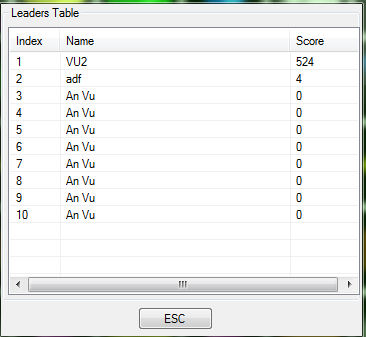 Leaders Table
Index Name Score
1 VU2 524
2 adf 4
3 An Vu 0
4 An Vu 0
5 An Vu 0
6 An Vu 0
7 An Vu 0
8 An Vu 0
9 An Vu 0
10 An Vu 0
ESC